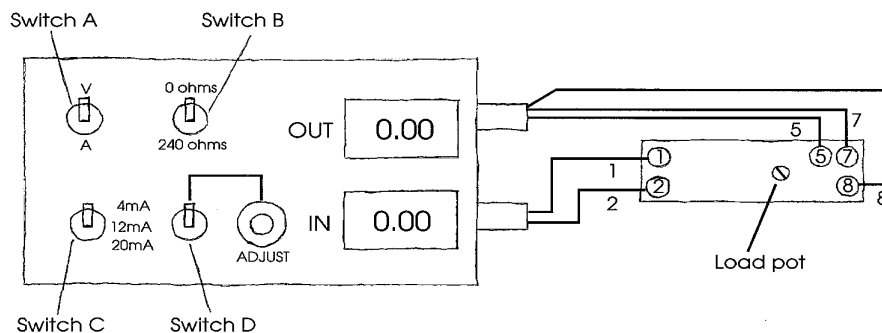 Switch A
Switch B
V
A
0 ohms
240 ohms
OUT
0.00
7
5
1
2
5
7
8
1
2
8
4mA
12mA
20mA
ADJUST
IN
0.00
Load pot
Switch C
Switch D